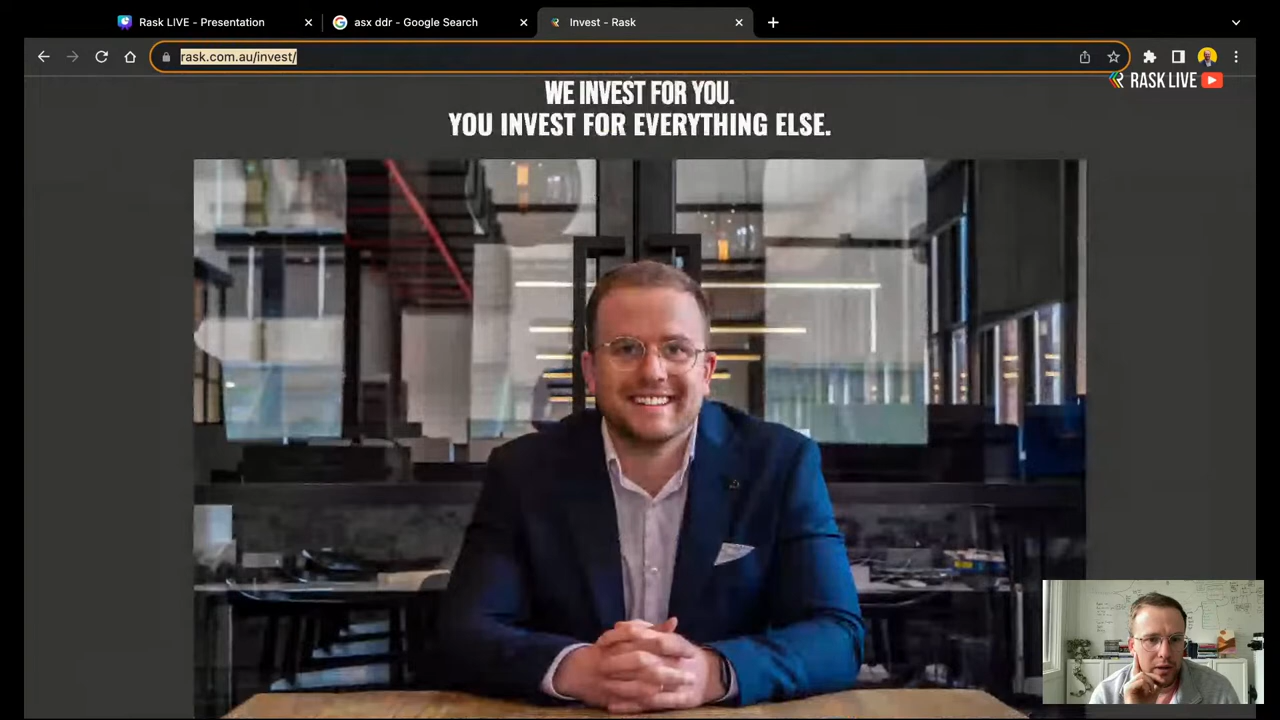 Rask LIVE - Presentation
asx ddr - Google Search
Invest - Rask
rask.com.au/invest/
RASK LIVE
WE INVEST FOR YOU.
YOU INVEST FOR EVERYTHING ELSE.